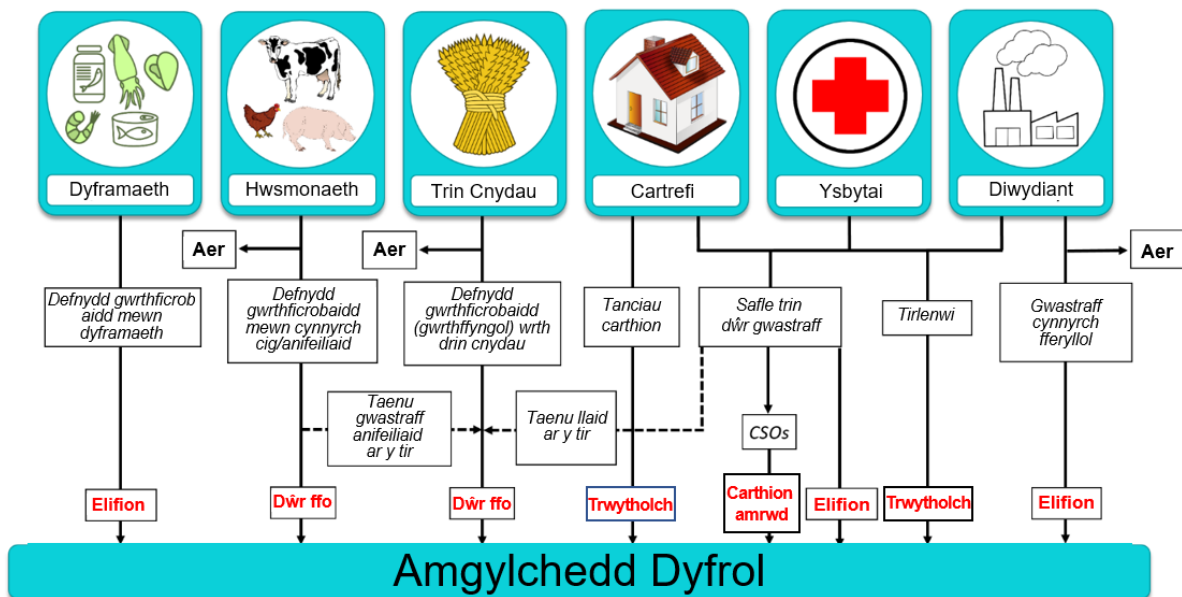 Dyframaeth
Hwsmonaeth
Trin Cnydau
Cartrefi
Ysbytai
Diwydiant
Aer
Aer
Aer
Defnydd gwrthficrob
aidd mewn
dyframaeth
Defnydd
gwrthficrobaidd
mewn cynnyrch
cig/anifeiliaid
Defnydd
gwrthficrobaidd
(gwrthffyngol) wrth
drin cnydau
Tanciau
carthion
Safle trin
dŵr gwastraff
Tirlenwi
Gwastraff
cynnyrch
fferyllol
Taenu
gwastraff
anifeiliaid
ar y tir
Taenu llaid
ar y tir
CSOs
Elifion
Dŵr ffo
Dŵr ffo
Trwytholch
Carthion
amrwd
Elifion
Trwytholch
Elifion
Amgylchedd Dyfrol